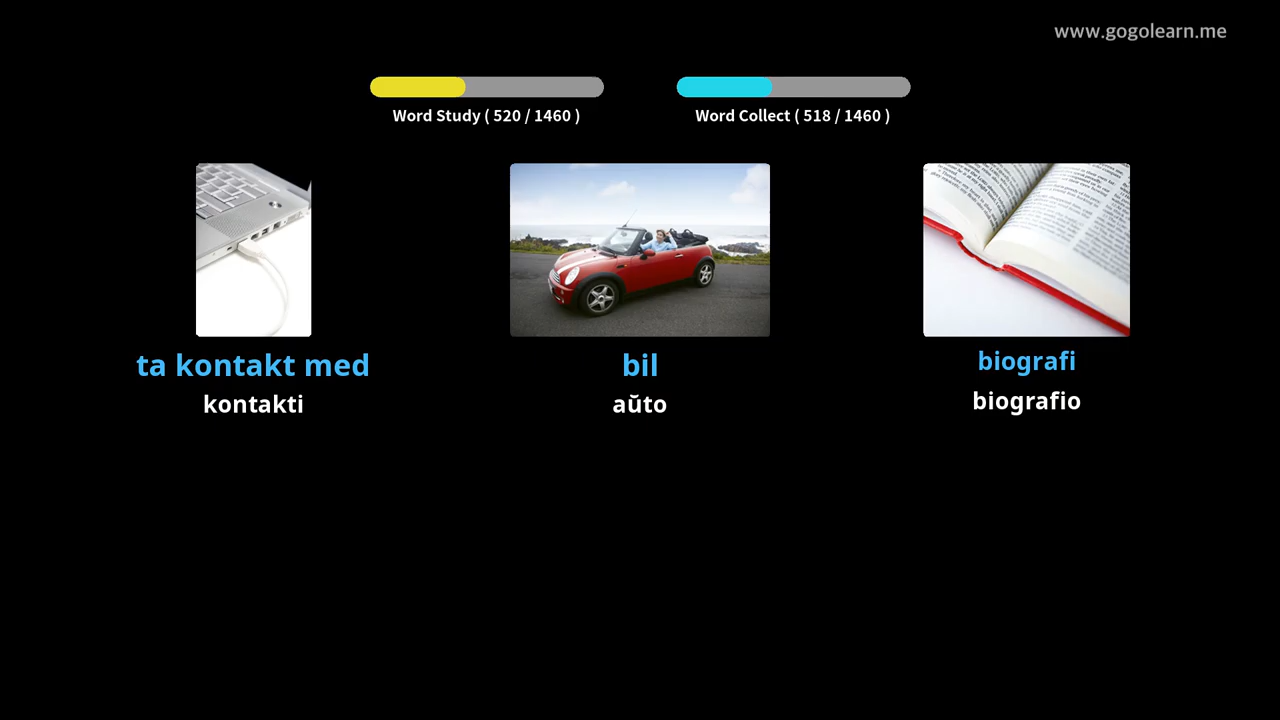 www.gogolearn.me
Word Study ( 520 / 1460 )
Word Collect ( 518 / 1460 )
ta kontakt med
kontakti
bil
aŭto
biografi
biografio